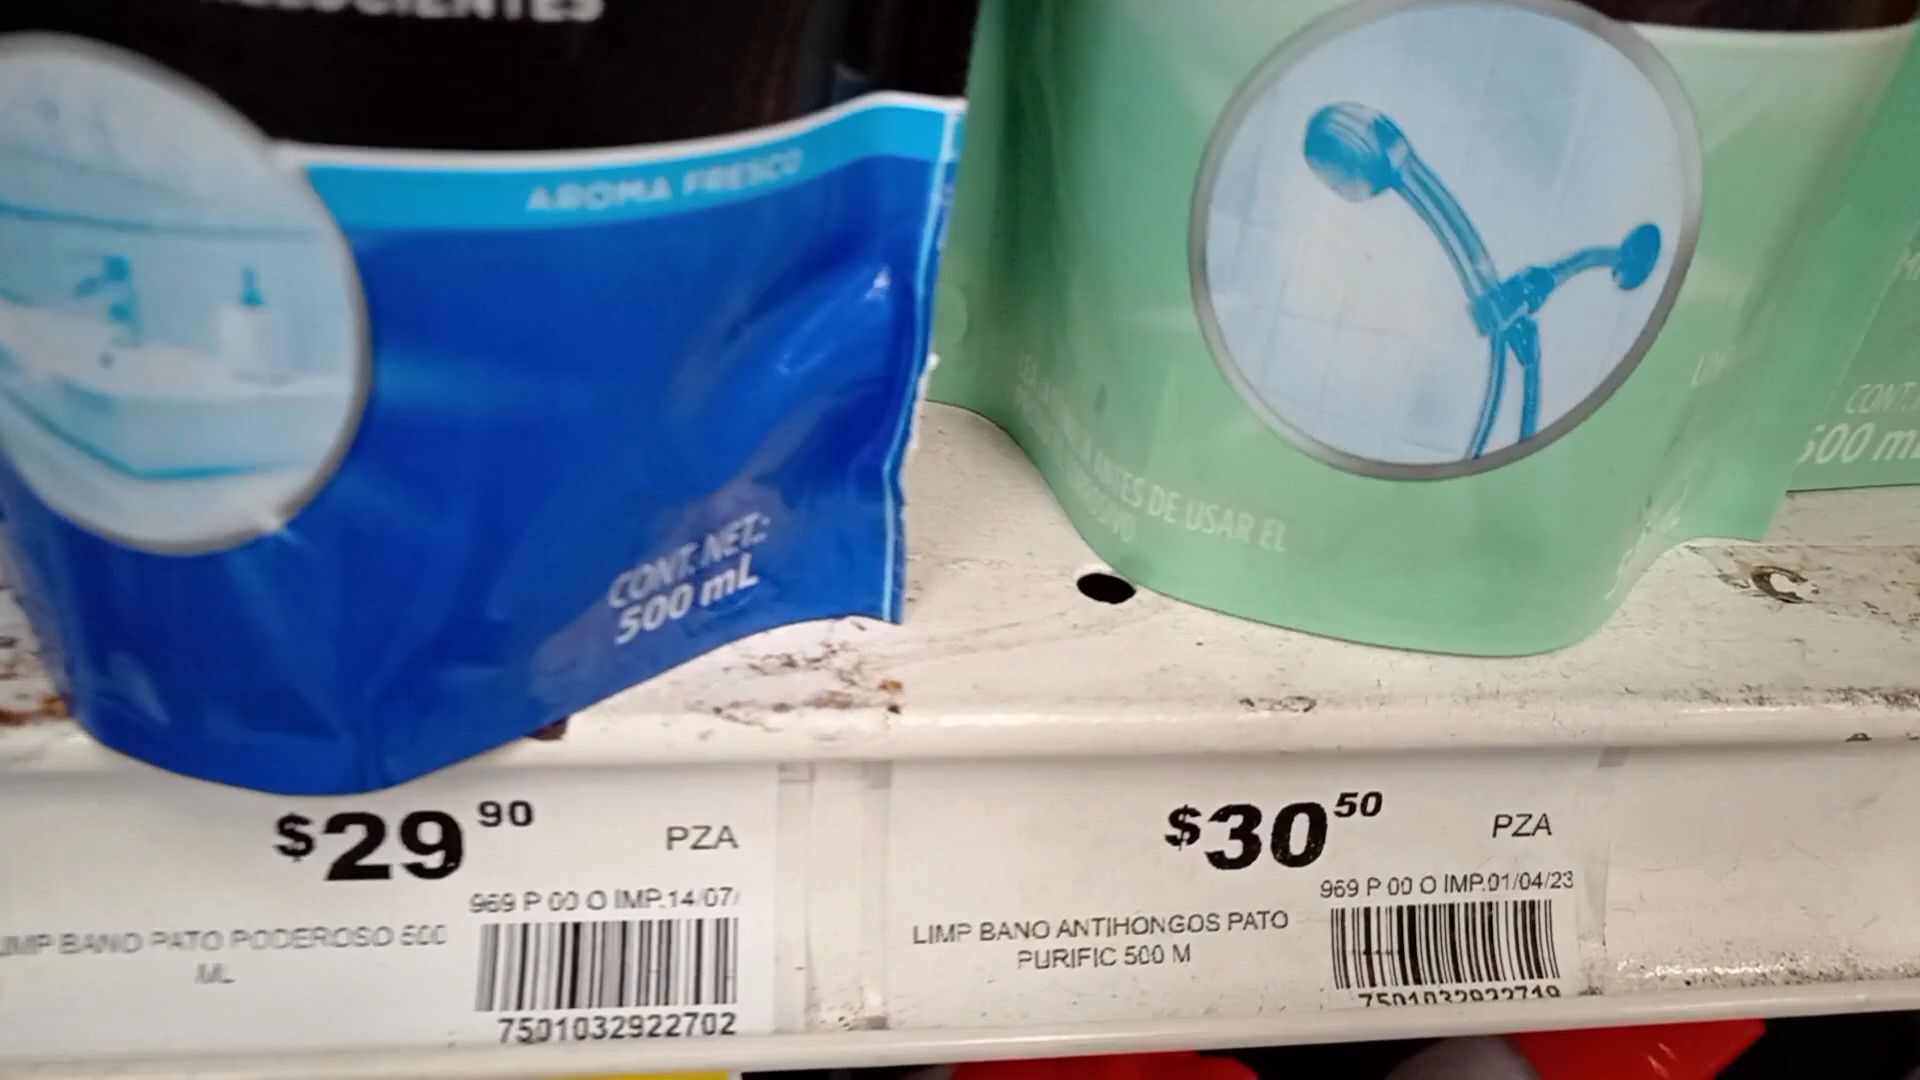 AROMA FRESCO
CONT. NET.:
500 mL
ANTES DE USAR EL
CONT.
500 mL
$29 90
PZA
969 P 00 O IMP.14/07/
LIMP BANO PATO PODEROSO 500
ML
7501032922702
$30 50
PZA
969 P 00 O IMP.01/04/23
LIMP BANO ANTIHONGOS PATO
PURIFIC 500 M
7501032922719